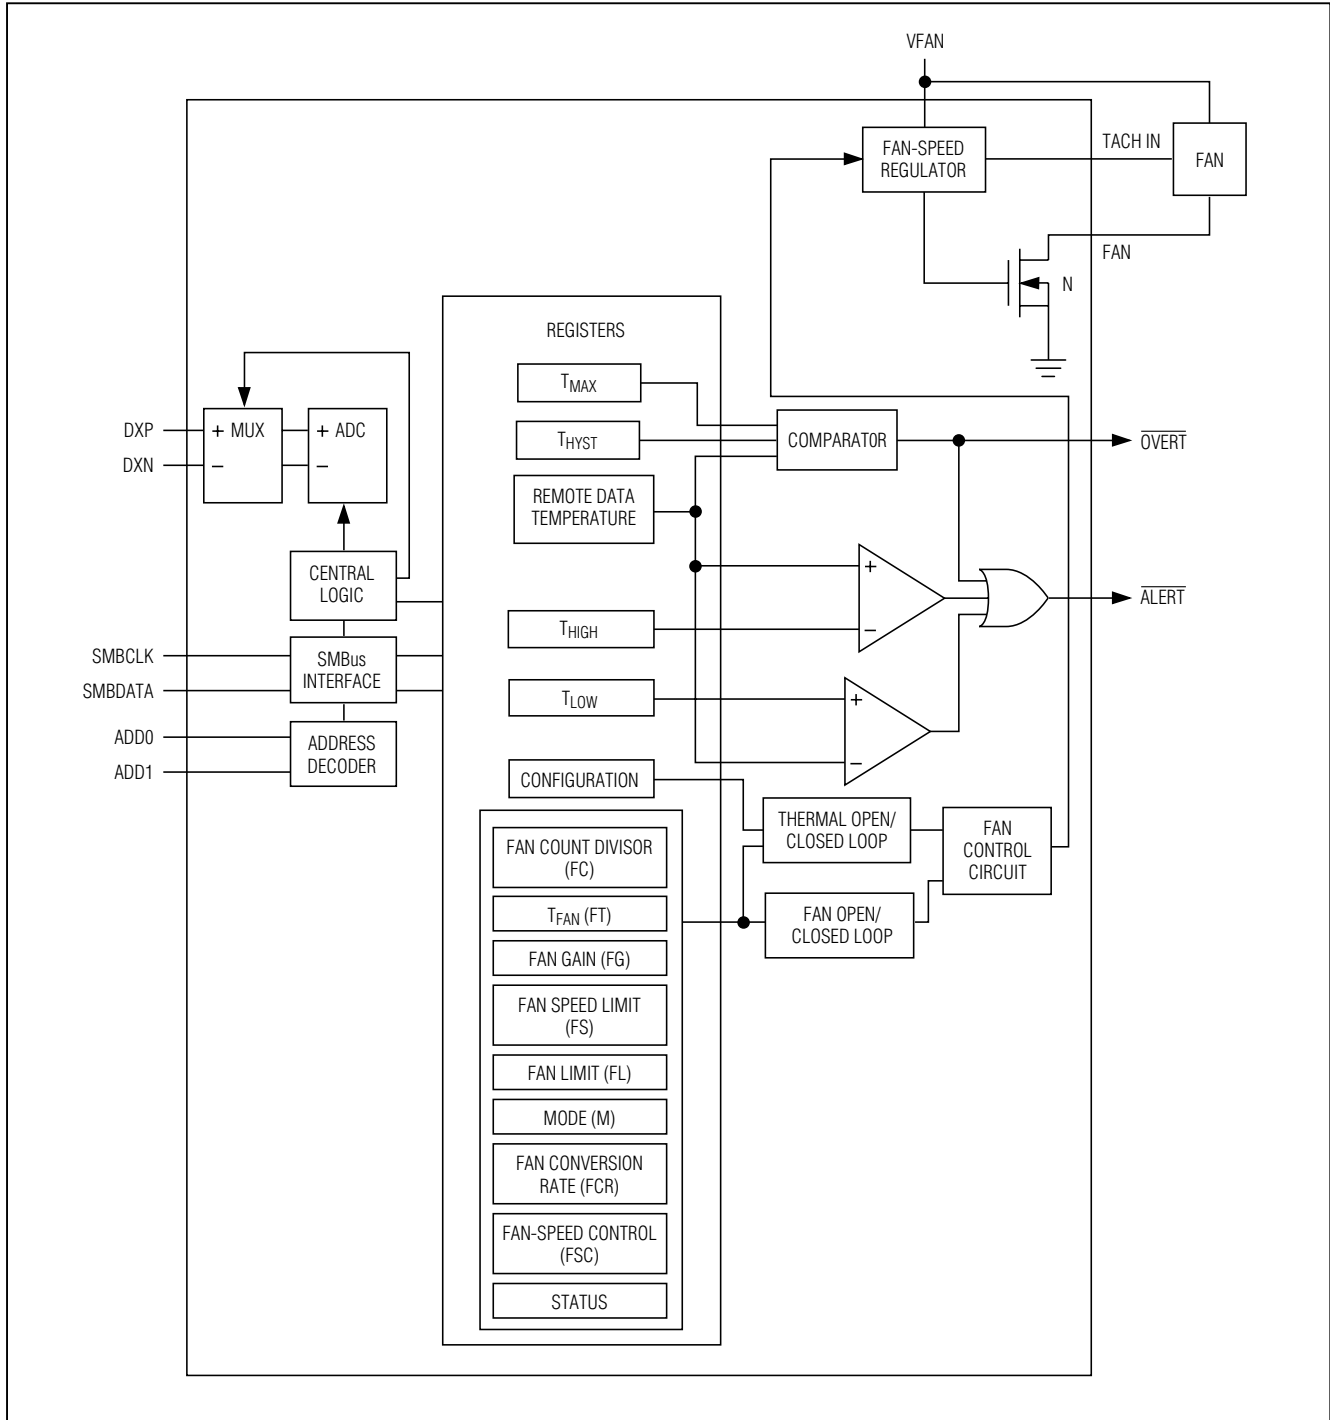 VFAN
FAN-SPEED
REGULATOR
TACH IN
FAN
FAN
N
REGISTERS
TMAX
THYST
REMOTE DATA
TEMPERATURE
COMPARATOR
OVERT
DXP
DXN
+ MUX
−
+ ADC
−
CENTRAL
LOGIC
+
−
ALERT
THIGH
SMBCLK
SMBDATA
SMBus
INTERFACE
TLOW
+
−
ADD0
ADD1
ADDRESS
DECODER
CONFIGURATION
THERMAL OPEN/
CLOSED LOOP
FAN
CONTROL
CIRCUIT
FAN OPEN/
CLOSED LOOP
FAN COUNT DIVISOR
(FC)
TFAN (FT)
FAN GAIN (FG)
FAN SPEED LIMIT
(FS)
FAN LIMIT (FL)
MODE (M)
FAN CONVERSION
RATE (FCR)
FAN-SPEED CONTROL
(FSC)
STATUS